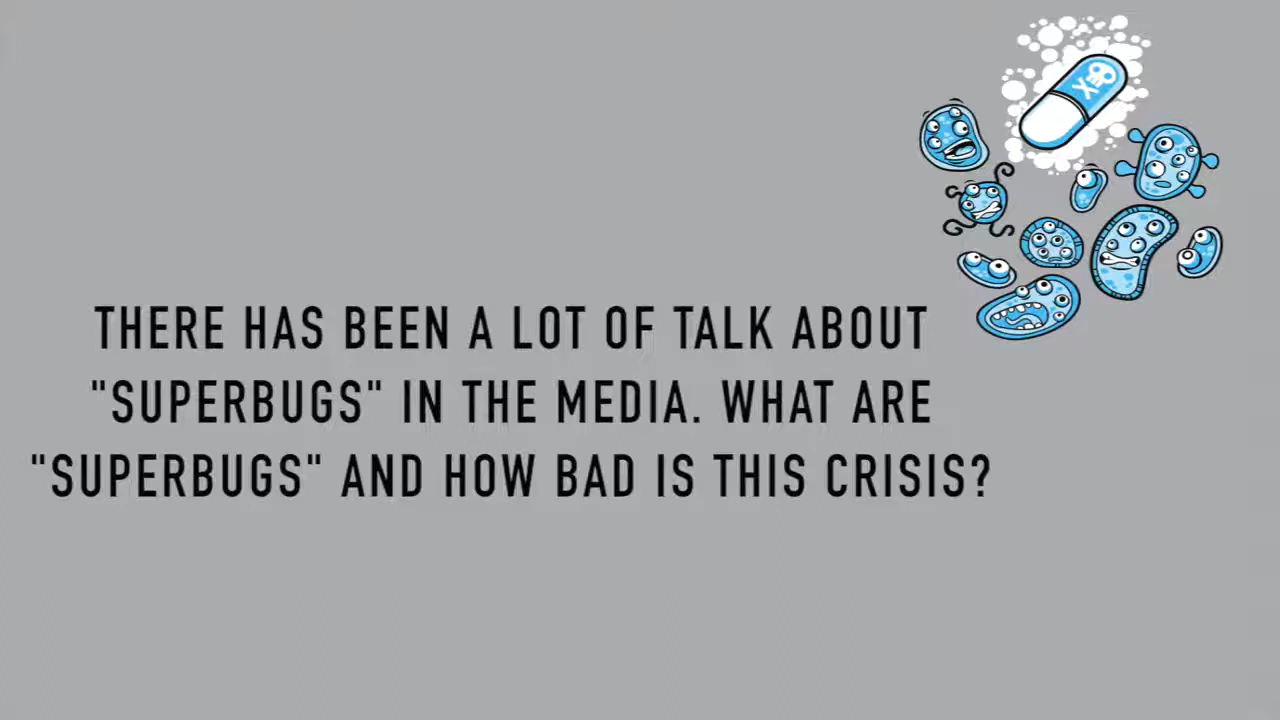 THERE HAS BEEN A LOT OF TALK ABOUT
"SUPERBUGS" IN THE MEDIA. WHAT ARE
"SUPERBUGS" AND HOW BAD IS THIS CRISIS?